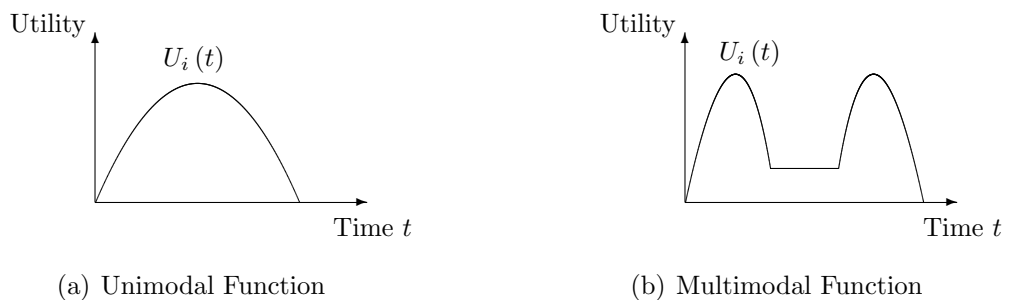 Utility
U_i (t)
Time t
(a) Unimodal Function
Utility
U_i (t)
Time t
(b) Multimodal Function